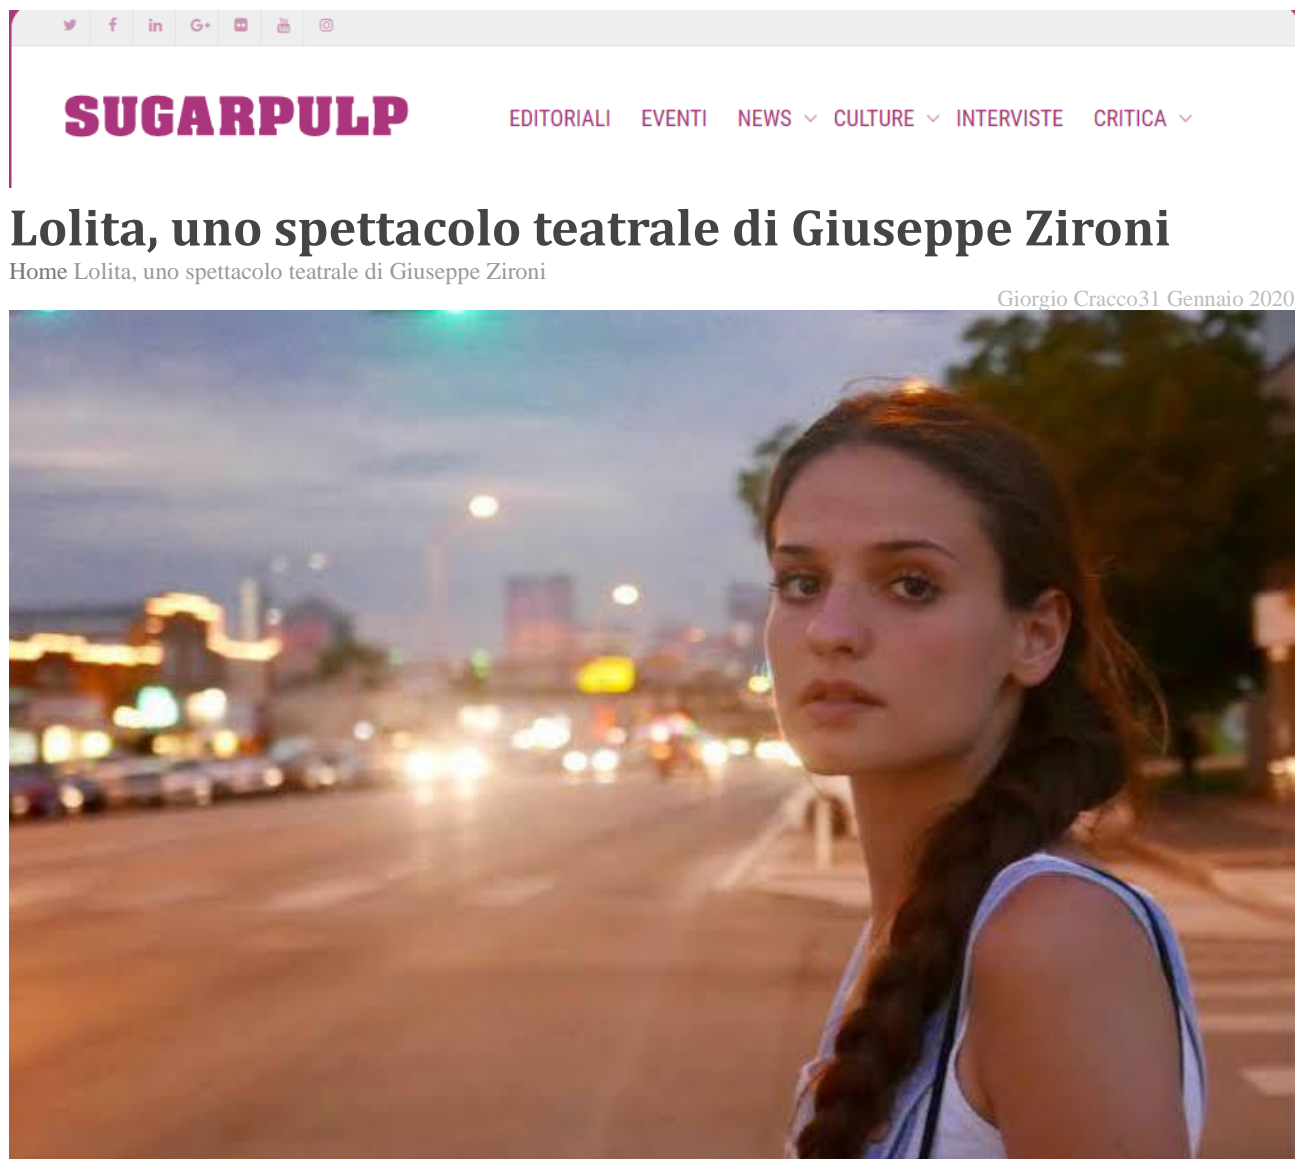 SUGARPULP
EDITORIALI EVENTI NEWS CULTURE INTERVISTE CRITICA
Lolita, uno spettacolo teatrale di Giuseppe Zironi
Home Lolita, uno spettacolo teatrale di Giuseppe Zironi
Giorgio Cracco31 Gennaio 2020